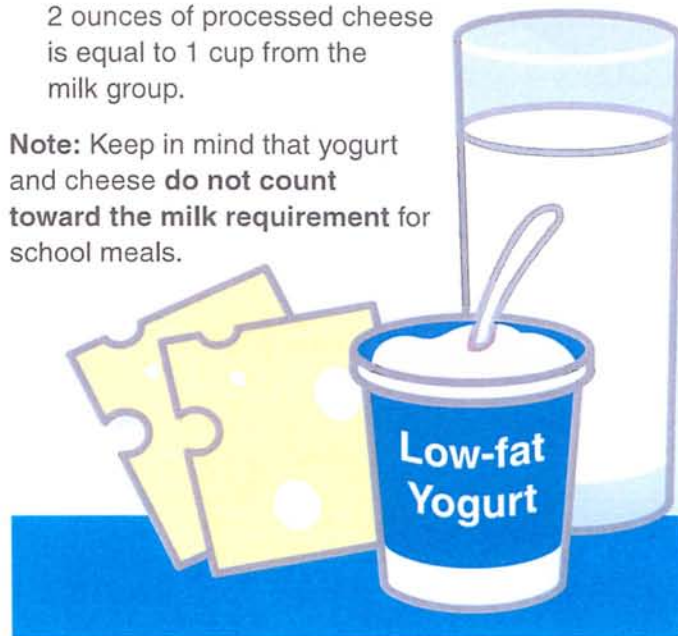 2 ounces of processed cheese
is equal to 1 cup from the
milk group.
Note: Keep in mind that yogurt
and cheese do not count
toward the milk requirement for
school meals.
Low-fat
Yogurt